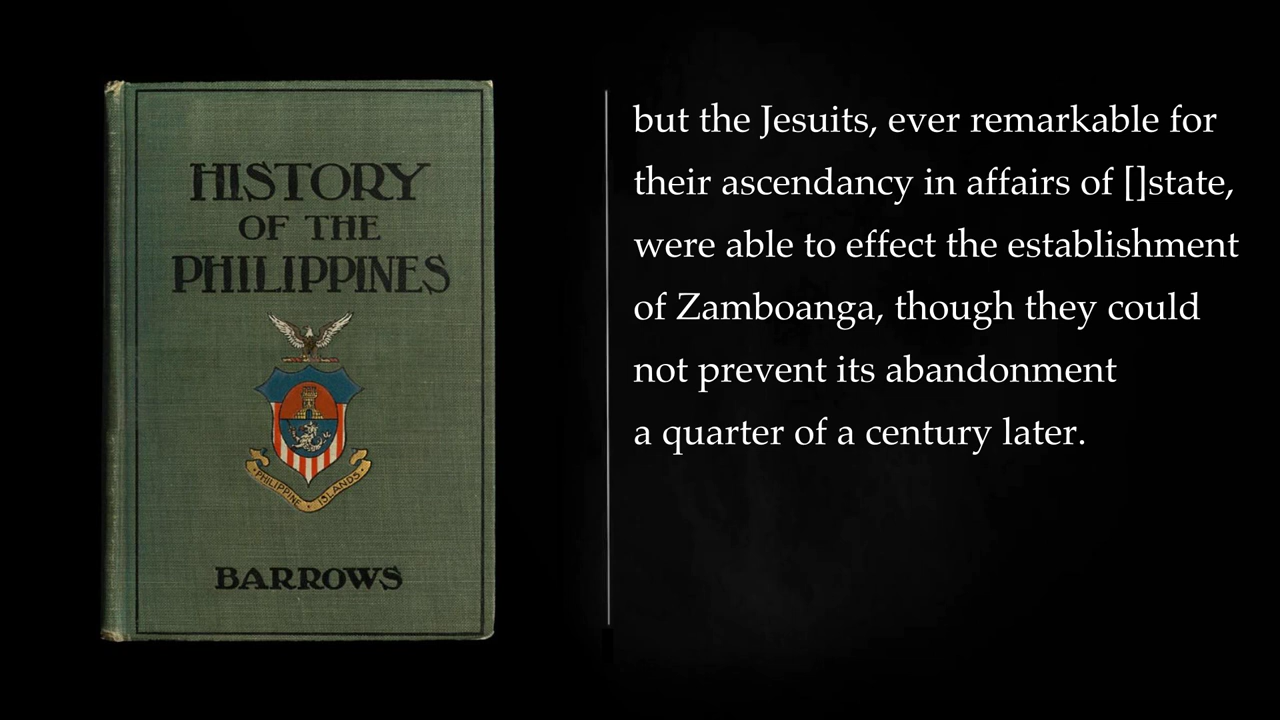 HISTORY
OF THE
PHILIPPINES
PHILIPPINE ISLANDS
BARROWS
but the Jesuits, ever remarkable for
their ascendancy in affairs of []state,
were able to effect the establishment
of Zamboanga, though they could
not prevent its abandonment
a quarter of a century later.